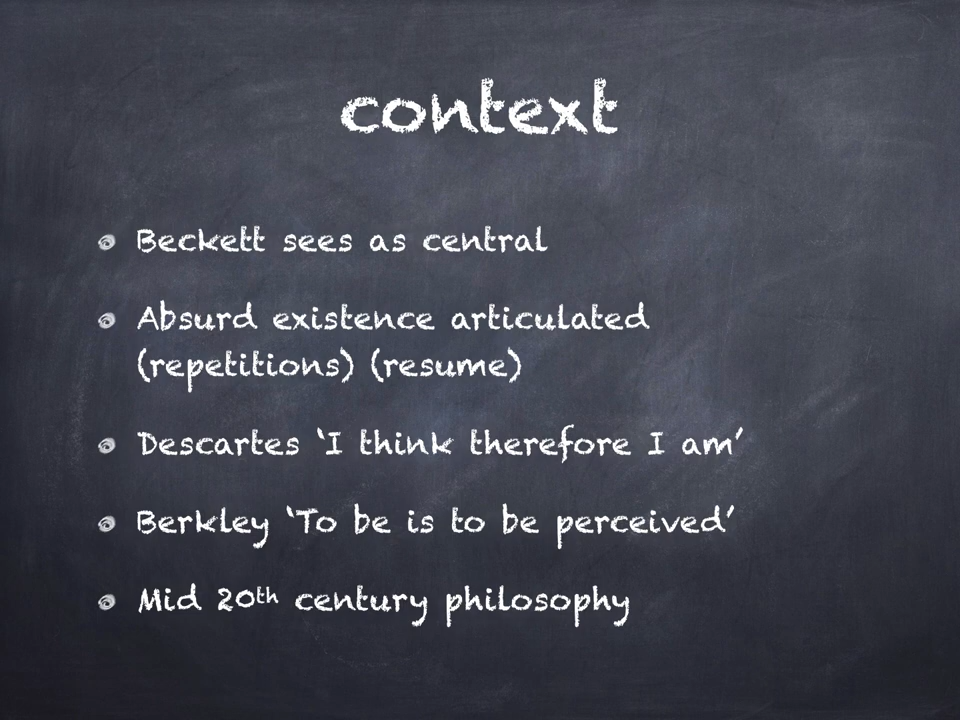 context
Beckett sees as central
Absurd existence articulated
(repetitions) (resume)
Descartes ‘I think therefore I am’
Berkley ‘To be is to be perceived’
Mid 20th century philosophy